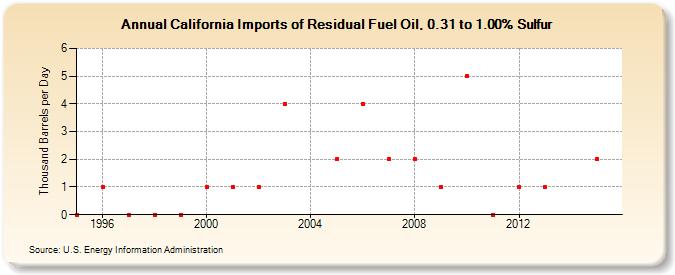 Annual California Imports of Residual Fuel Oil, 0.31 to 1.00% Sulfur
Thousand Barrels per Day
6
5
4
3
2
1
0
1996 2000 2004 2008 2012
Source: U.S. Energy Information Administration